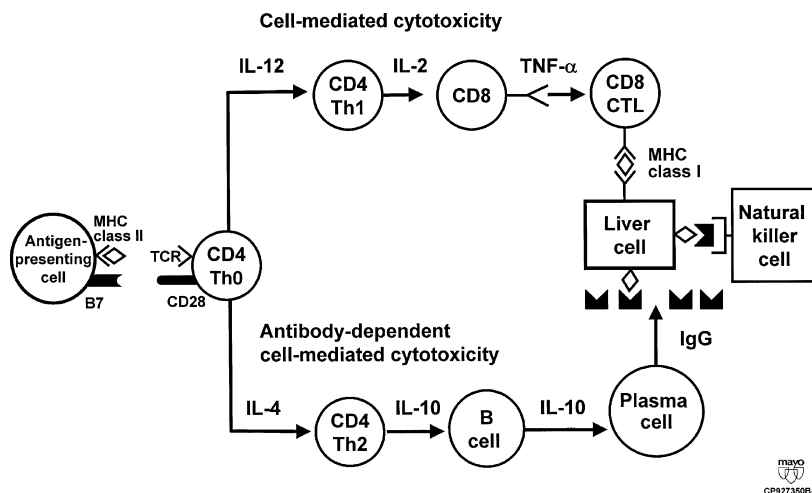 Cell-mediated cytotoxicity
IL-12
CD4
Th1
IL-2
CD8
TNF-α
CD8
CTL
MHC
class I
Antigen-
presenting
cell
MHC
class II
B7
TCR
CD28
CD4
Th0
Liver
cell
Natural
killer
cell
Antibody-dependent
cell-mediated cytotoxicity
IL-4
CD4
Th2
IL-10
B
cell
IL-10
Plasma
cell
IgG
mayo
CP927350B-